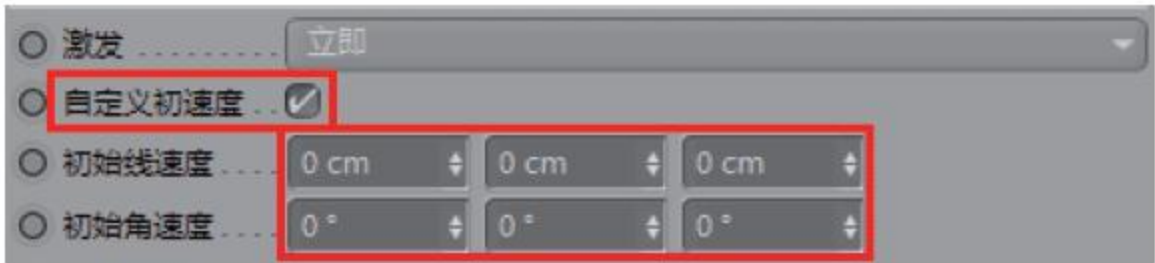 激发 ......... 立即
自定义初速度 ..
初始线速度 .... 0 cm 0 cm 0 cm
初始角速度 .... 0 ° 0 ° 0 °